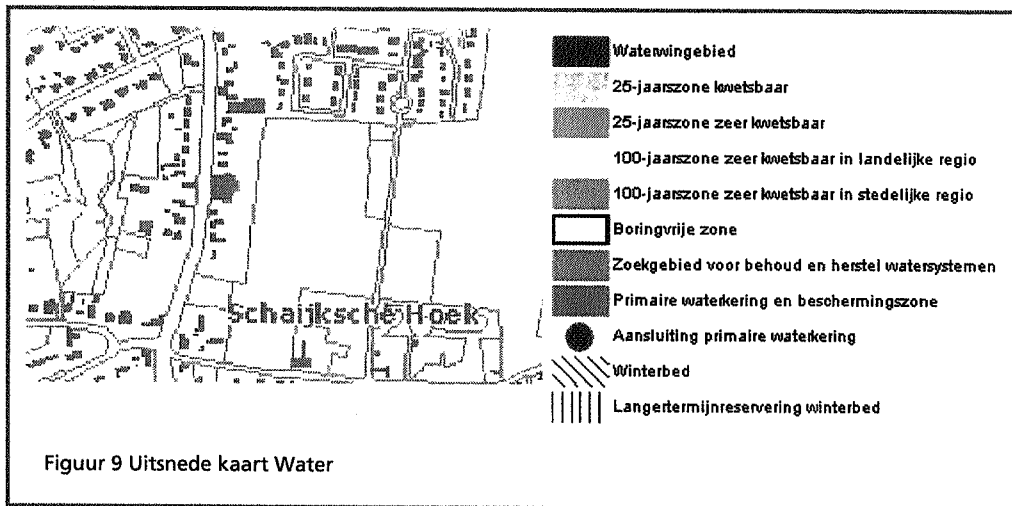 Schaijksche Hoek
Waterwingebied
25-jaarszone kwetsbaar
25-jaarszone zeer kwetsbaar
100-jaarszone zeer kwetsbaar in landelijke regio
100-jaarszone zeer kwetsbaar in stedelijke regio
Boringvrije zone
Zoekgebied voor behoud en herstel watersystemen
Primaire waterkering en beschermingszone
Aansluiting primaire waterkering
Winterbed
Langertermijnreservering winterbed
Figuur 9 Uitsnede kaart Water